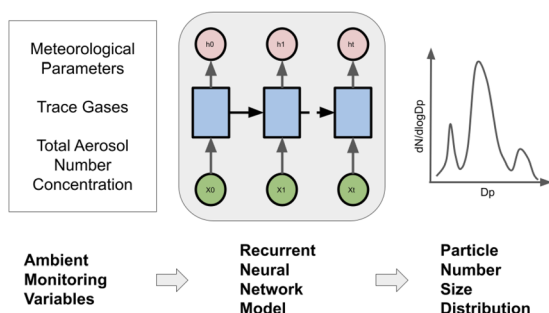 Meteorological
Parameters
Trace Gases
Total Aerosol
Number
Concentration
h0
h1
ht
X0
X1
Xt
dN/dlogDp
Dp
Ambient
Monitoring
Variables
Recurrent
Neural
Network
Model
Particle
Number
Size
Distribution